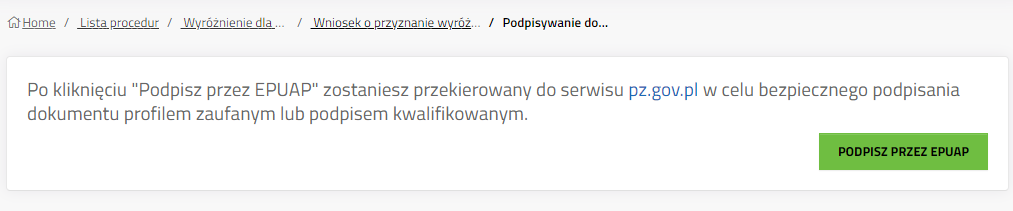 Home / Lista procedur / Wyróżnienie dla ... / Wniosek o przyznanie wyróż... / Podpisywanie do...
Po kliknięciu "Podpisz przez EPUAP" zostaniesz przekierowany do serwisu pz.gov.pl w celu bezpiecznego podpisania
dokumentu profilem zaufanym lub podpisem kwalifikowanym.
PODPISZ PRZEZ EPUAP